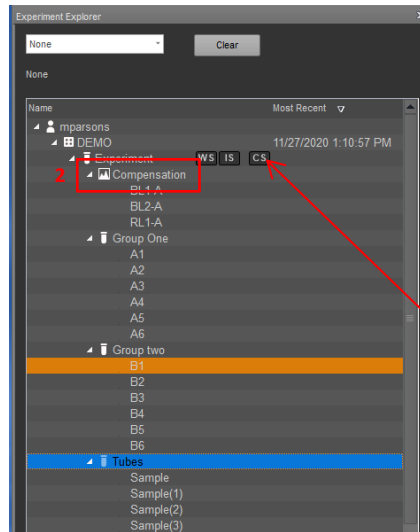 Experiment Explorer
None
Clear
None
Name Most Recent
mparsons
DEMO 11/27/2020 1:10:57 PM
Experiment WS IS CS
2 Compensation
BL1-A
BL2-A
RL1-A
Group One
A1
A2
A3
A4
A5
A6
Group two
B1
B2
B3
B4
B5
B6
Tubes
Sample
Sample(1)
Sample(2)
Sample(3)